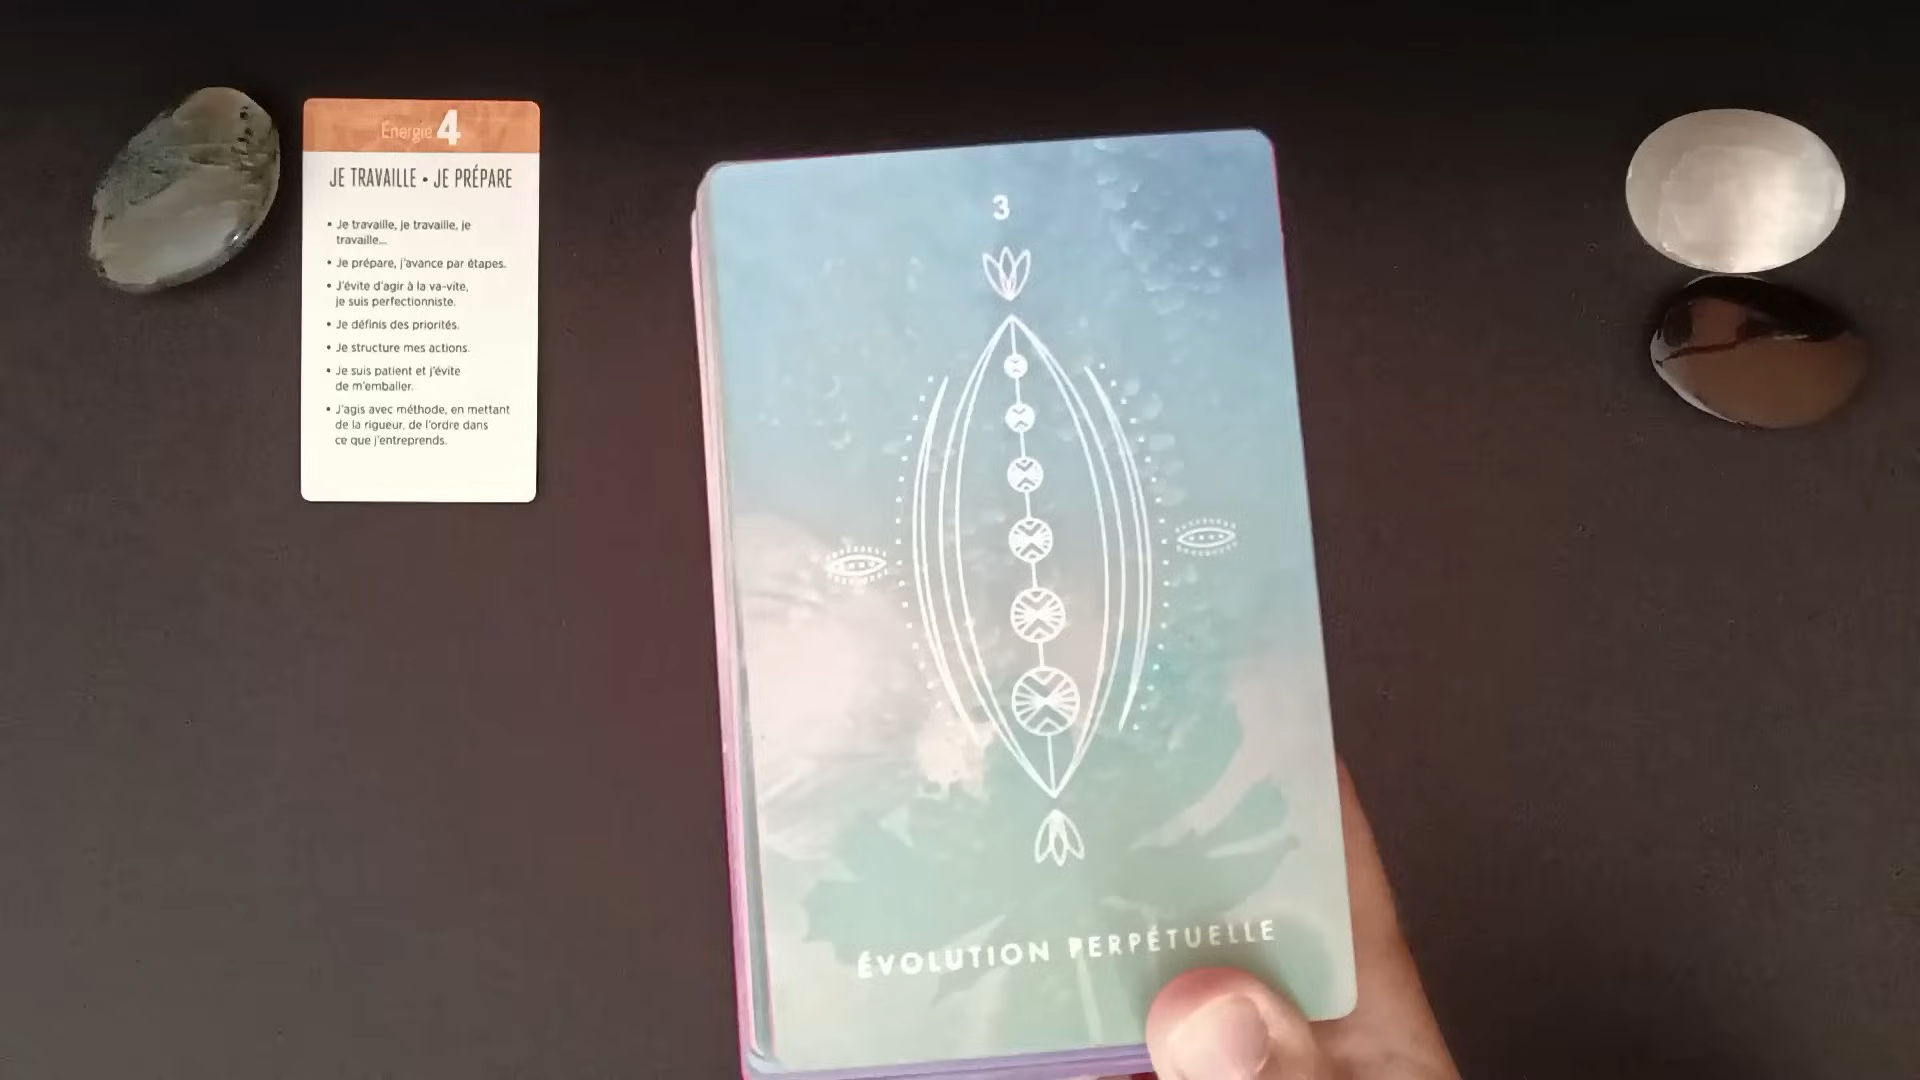 Énergie 4
JE TRAVAILLE • JE PRÉPARE
• Je travaille, je travaille, je
travaille...
• Je prépare, j'avance par étapes.
• J'évite d'agir à la va-vite,
je suis perfectionniste.
• Je définis des priorités.
• Je structure mes actions.
• Je suis patient et j'évite
de m'emballer.
• J'agis avec méthode, en mettant
de la rigueur, de l'ordre dans
ce que j'entreprends.
3
ÉVOLUTION PERPÉTUELLE